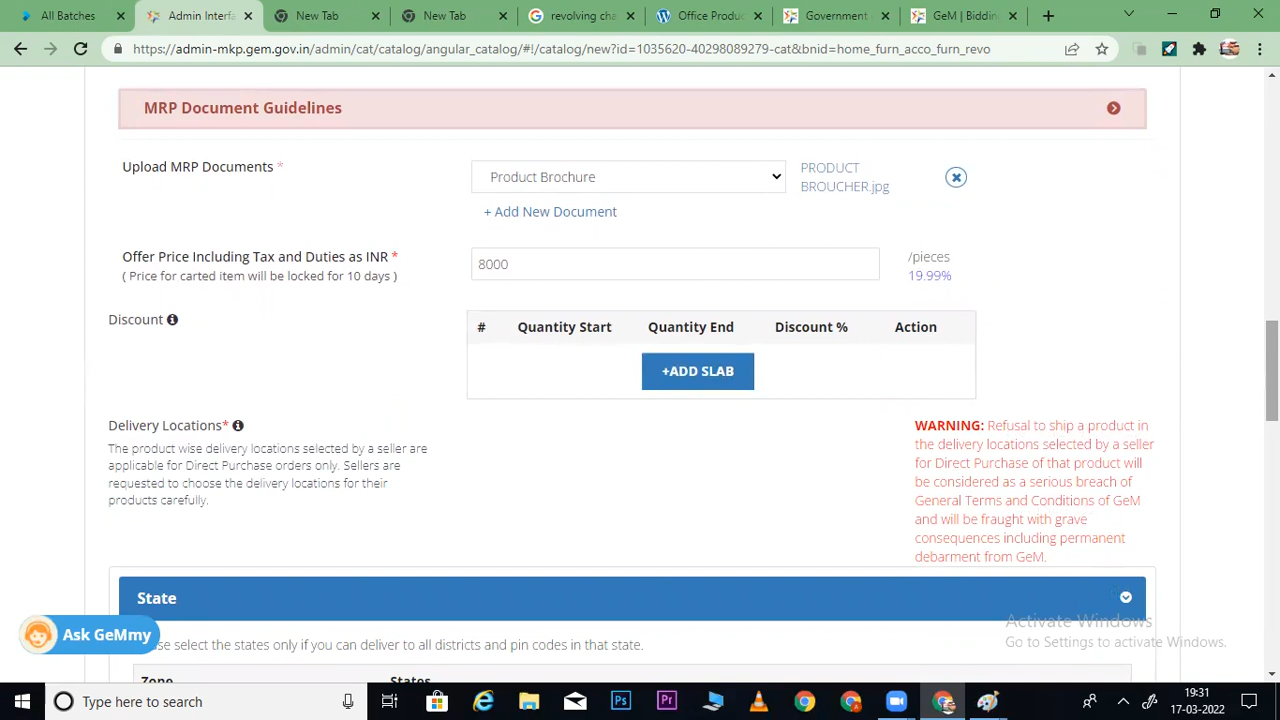 All Batches
Admin Interfa
New Tab
New Tab
revolving cha
Office Produc
Government
GeM | Bidding
https://admin-mkp.gem.gov.in/admin/cat/catalog/angular_catalog/#!/catalog/new?id=1035620-40298089279-cat&bnid=home_furn_acco_furn_revo
MRP Document Guidelines
Upload MRP Documents *
Product Brochure
PRODUCT
BROUCHER.jpg
+ Add New Document
Offer Price Including Tax and Duties as INR *
( Price for carted item will be locked for 10 days )
8000
/pieces
19.99%
Discount
# Quantity Start Quantity End Discount % Action
+ADD SLAB
Delivery Locations*
The product wise delivery locations selected by a seller are
applicable for Direct Purchase orders only. Sellers are
requested to choose the delivery locations for their
products carefully.
WARNING: Refusal to ship a product in
the delivery locations selected by a seller
for Direct Purchase of that product will
be considered as a serious breach of
General Terms and Conditions of GeM
and will be fraught with grave
consequences including permanent
debarment from GeM.
State
select the states only if you can deliver to all districts and pin codes in that state.
Zone States
Ask GeMmy
Activate Windows
Go to Settings to activate Windows.
Type here to search
Ps
Pr
19:31
17-03-2022